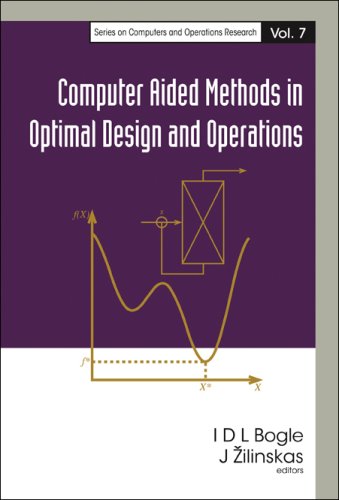 Series on Computers and Operations Research Vol. 7
Computer Aided Methods in
Optimal Design and Operations
f(X)
x
f*
X*
X
I D L Bogle
J Žilinskas
editors